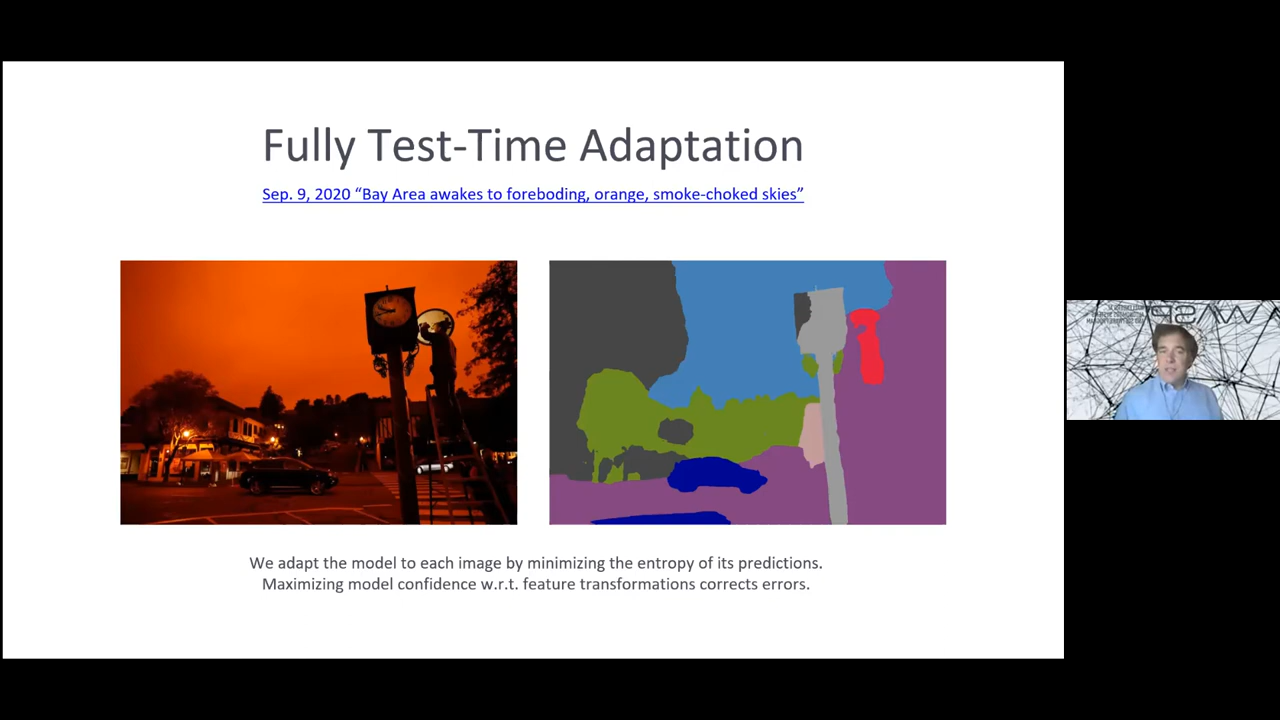 Fully Test-Time Adaptation
Sep. 9, 2020 “Bay Area awakes to foreboding, orange, smoke-choked skies”
We adapt the model to each image by minimizing the entropy of its predictions.
Maximizing model confidence w.r.t. feature transformations corrects errors.